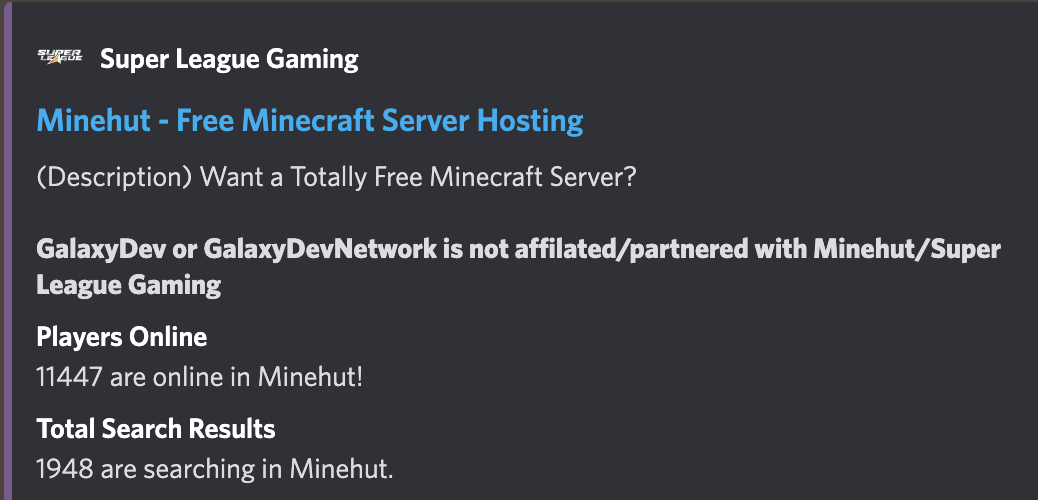 SUPER
LEAGUE
Super League Gaming
Minehut - Free Minecraft Server Hosting
(Description) Want a Totally Free Minecraft Server?
GalaxyDev or GalaxyDevNetwork is not affilated/partnered with Minehut/Super
League Gaming
Players Online
11447 are online in Minehut!
Total Search Results
1948 are searching in Minehut.